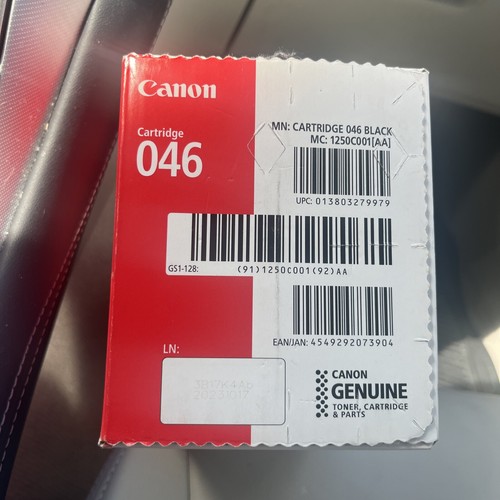 Canon
Cartridge
046
MN: CARTRIDGE 046 BLACK
MC: 1250C001[AA]
UPC: 013803279979
GS1-128: (91)1250C001(92)AA
EAN/JAN: 4549292073904
LN:
CANON
GENUINE
TONER, CARTRIDGE
& PARTS